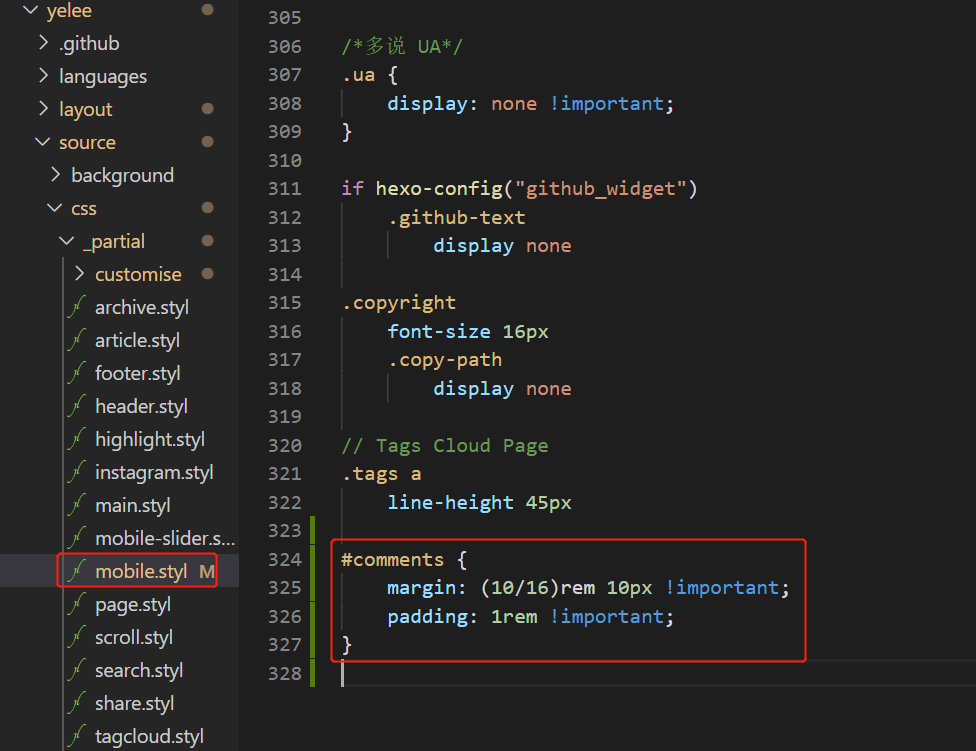 yelee
.github
languages
layout
source
background
css
_partial
customise
archive.styl
article.styl
footer.styl
header.styl
highlight.styl
instagram.styl
main.styl
mobile-slider.s...
mobile.styl M
page.styl
scroll.styl
search.styl
share.styl
tagcloud.styl
305
306 /*多说 UA*/
307 .ua {
308 display: none !important;
309 }
310
311 if hexo-config("github_widget")
312 .github-text
313 display none
314
315 .copyright
316 font-size 16px
317 .copy-path
318 display none
319
320 // Tags Cloud Page
321 .tags a
322 line-height 45px
323
324 #comments {
325 margin: (10/16)rem 10px !important;
326 padding: 1rem !important;
327 }
328